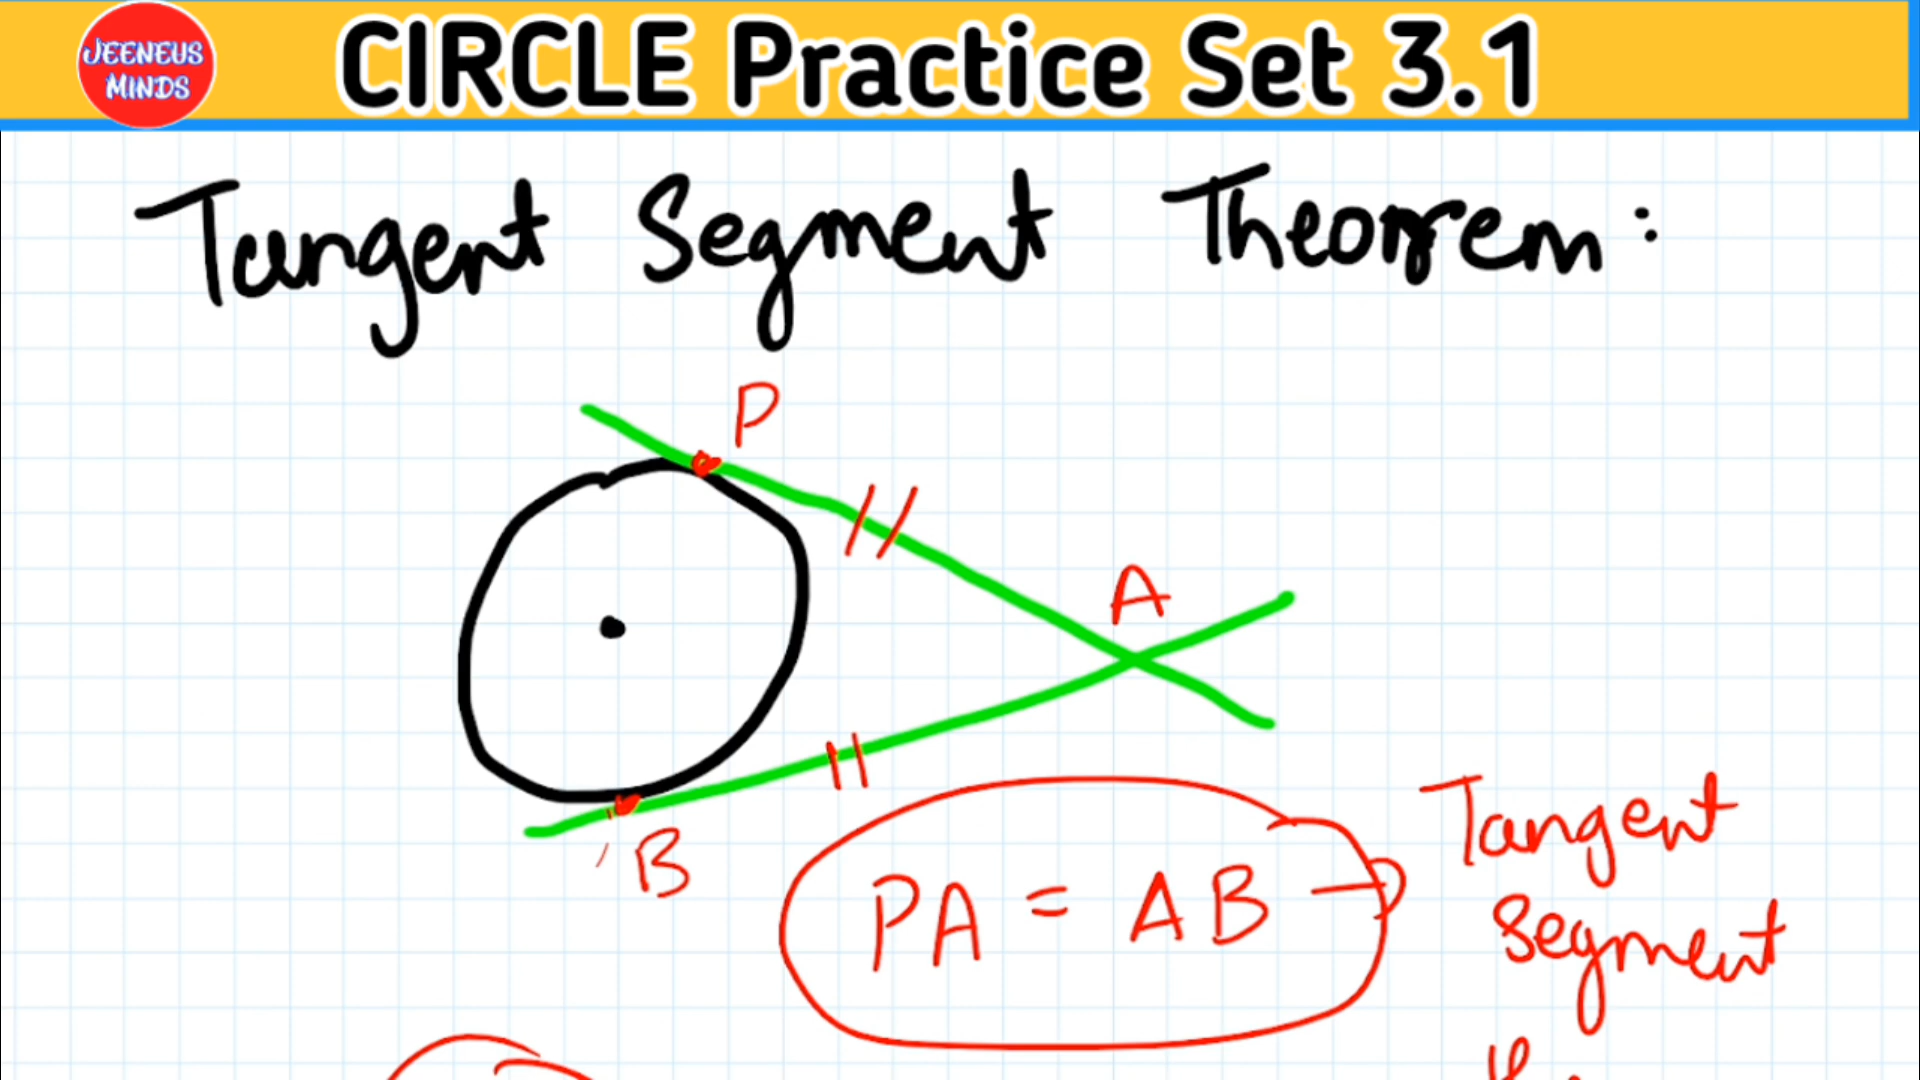 JEENEUS
MINDS
CIRCLE Practice Set 3.1
Tangent Segment Theorem:
P
A
B
PA = AB →
Tangent
Segment